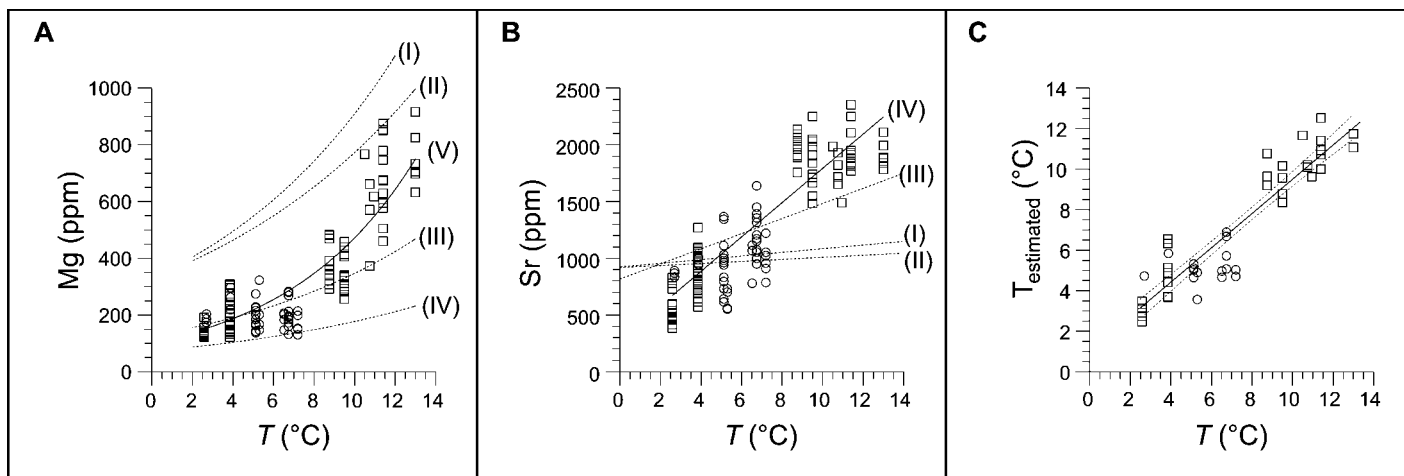 A
Mg (ppm)
1000
800
600
400
200
0
(I)
(II)
(V)
(III)
(IV)
0 2 4 6 8 10 12 14
T (°C)
B
Sr (ppm)
2500
2000
1500
1000
500
0
(IV)
(III)
(I)
(II)
0 2 4 6 8 10 12 14
T (°C)
C
Testimated (°C)
14
12
10
8
6
4
2
0
0 2 4 6 8 10 12 14
T (°C)